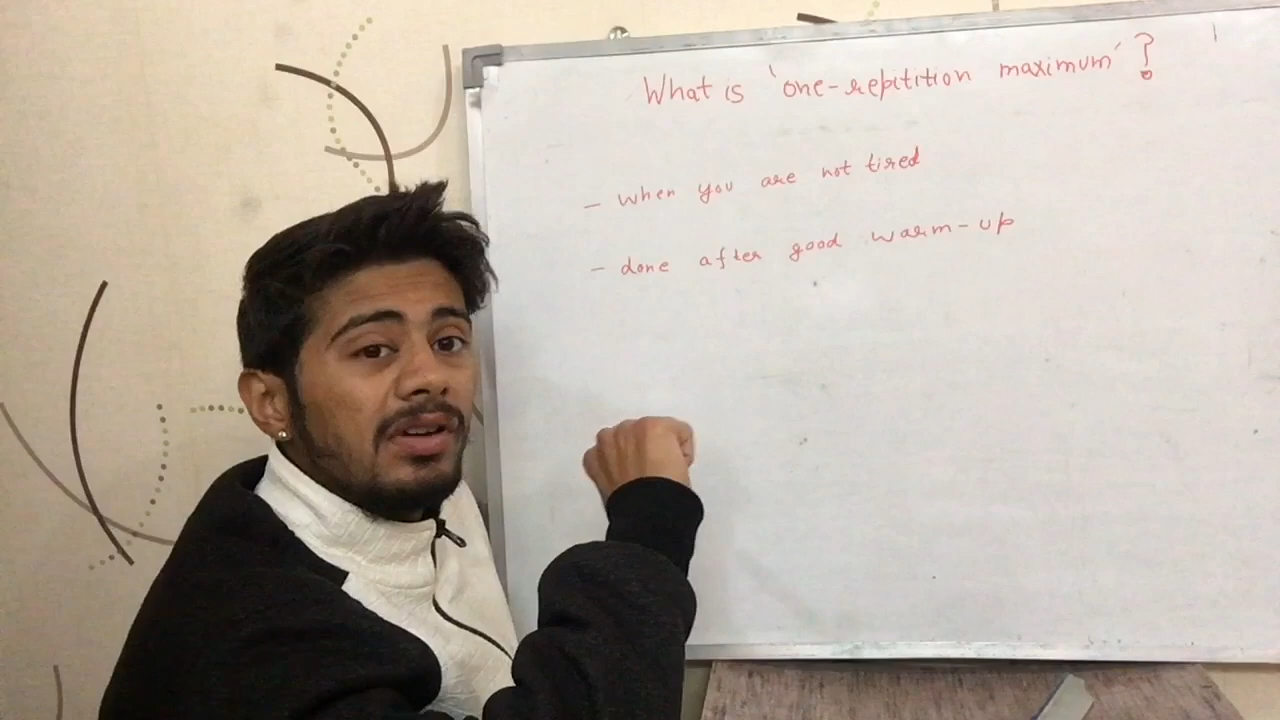 What is 'one-repitition maximum' ?
- when you are not tired
- done after good warm-up